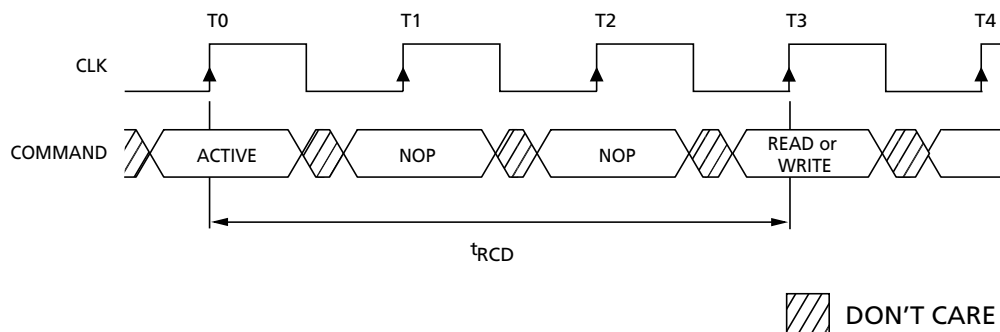 T0 T1 T2 T3 T4
CLK
COMMAND ACTIVE NOP NOP READ or
WRITE
tRCD
DON'T CARE